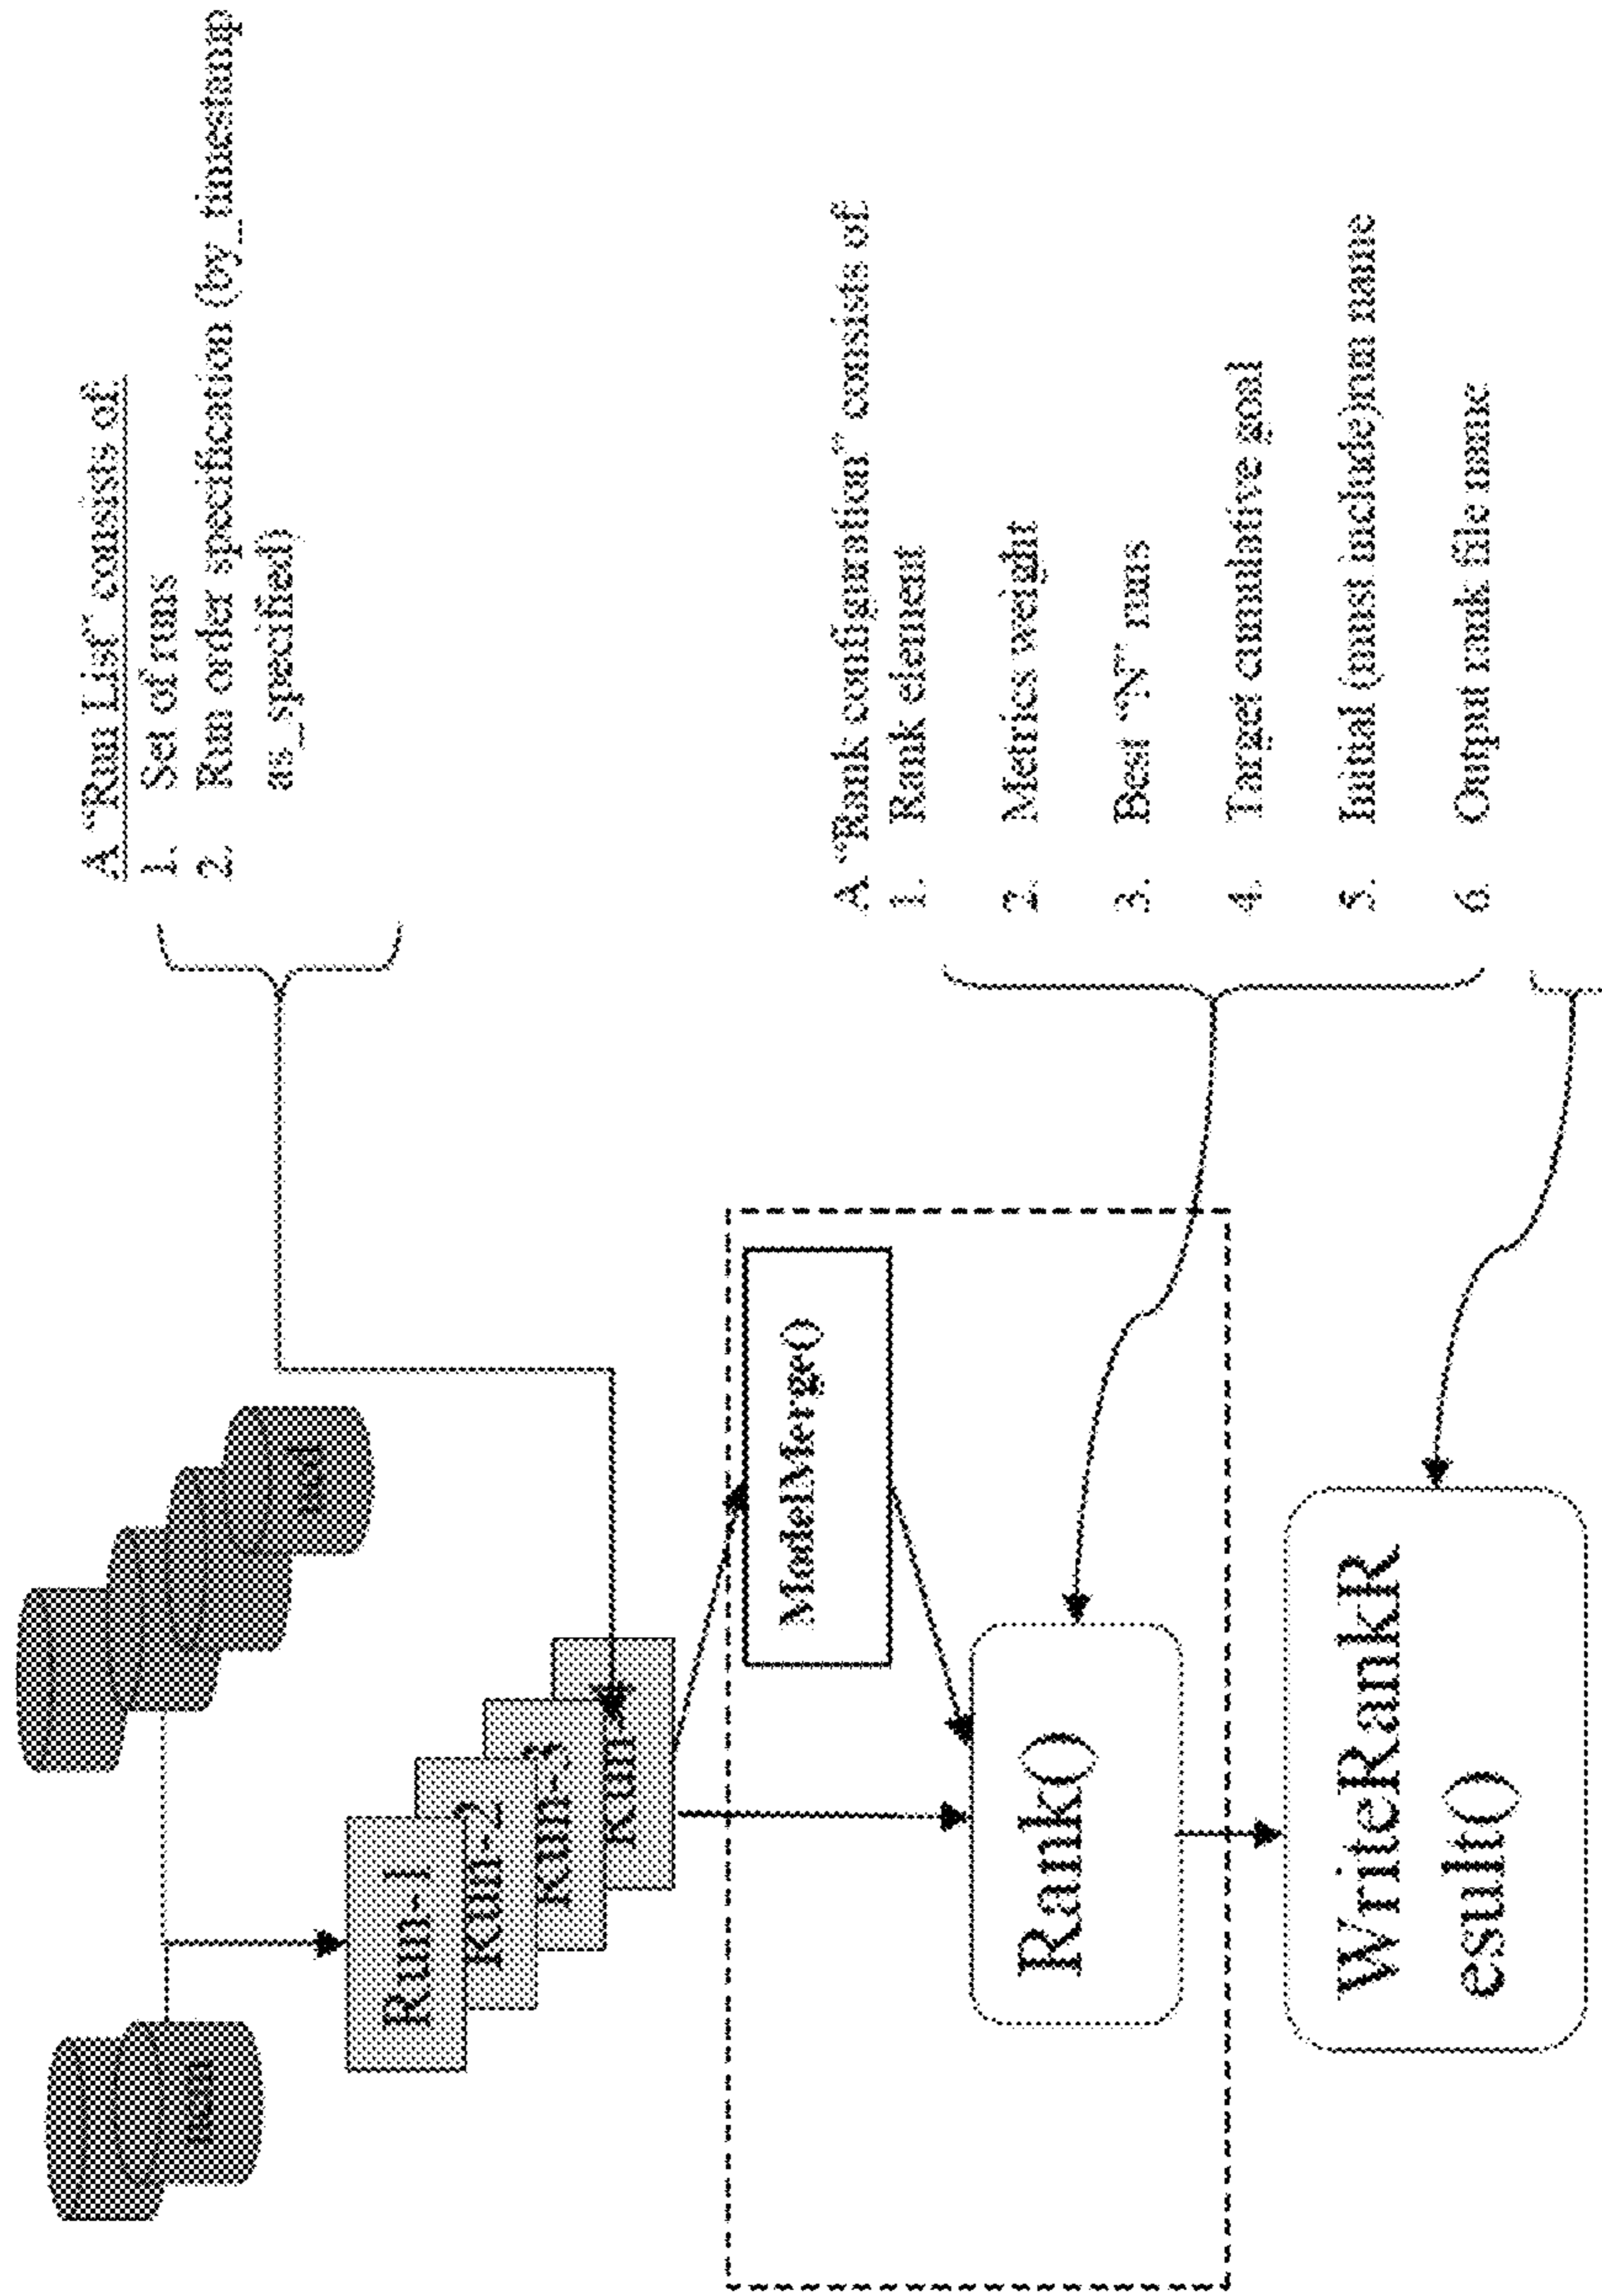 A "Run List" consists of:
1. Set of runs
2. Run order specification (by_timestamp
as_specified)
A "Rank configuration" consists of:
1. Rank element
2. Metrics weight
3. Best "N" runs
4. Target cumulative goal
5. Initial (must include)run name
6. Output rank file name
Run-1
Run-2
Run-3
Run-
ModelMerge()
Rank()
WriteRankR
esult()